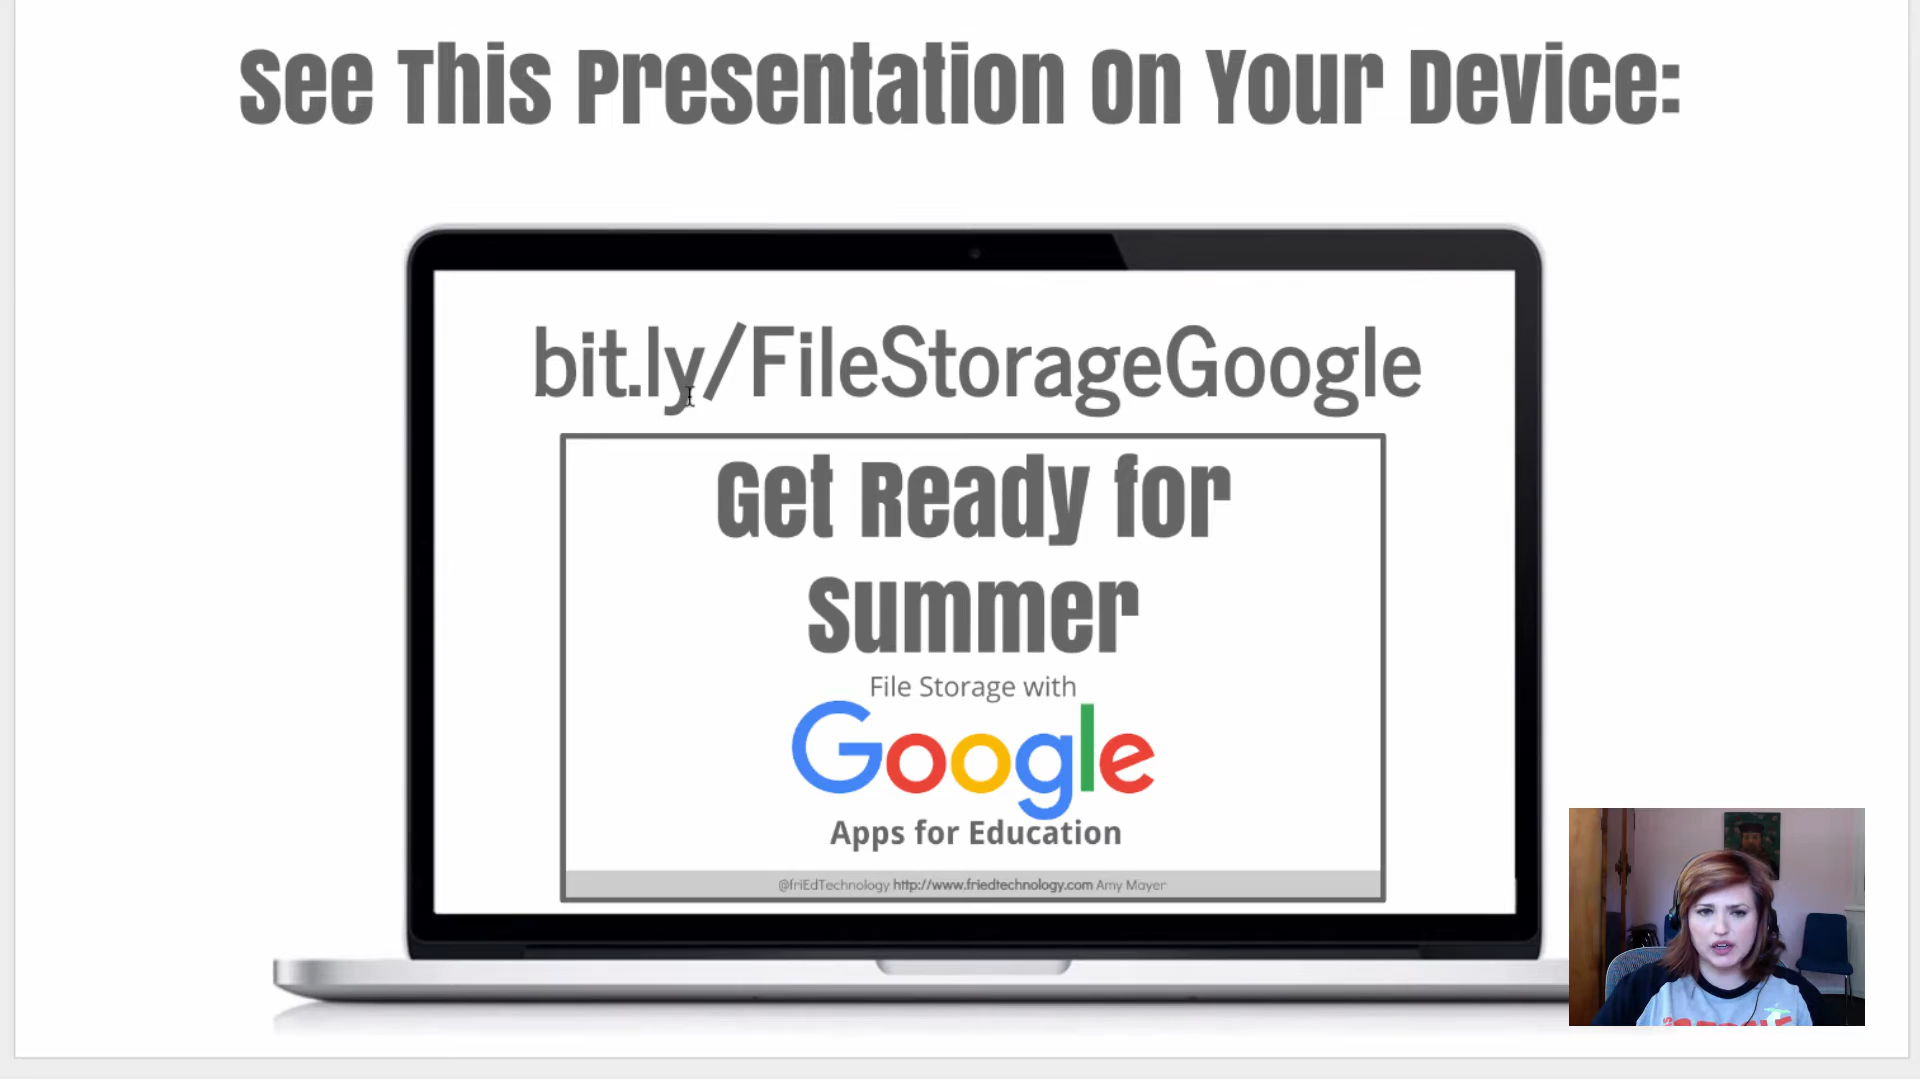 See This Presentation On Your Device:
bit.ly/FileStorageGoogle
Get Ready for
Summer
File Storage with
Google
Apps for Education
@friEdTechnology http://www.friedtechnology.com Amy Mayer